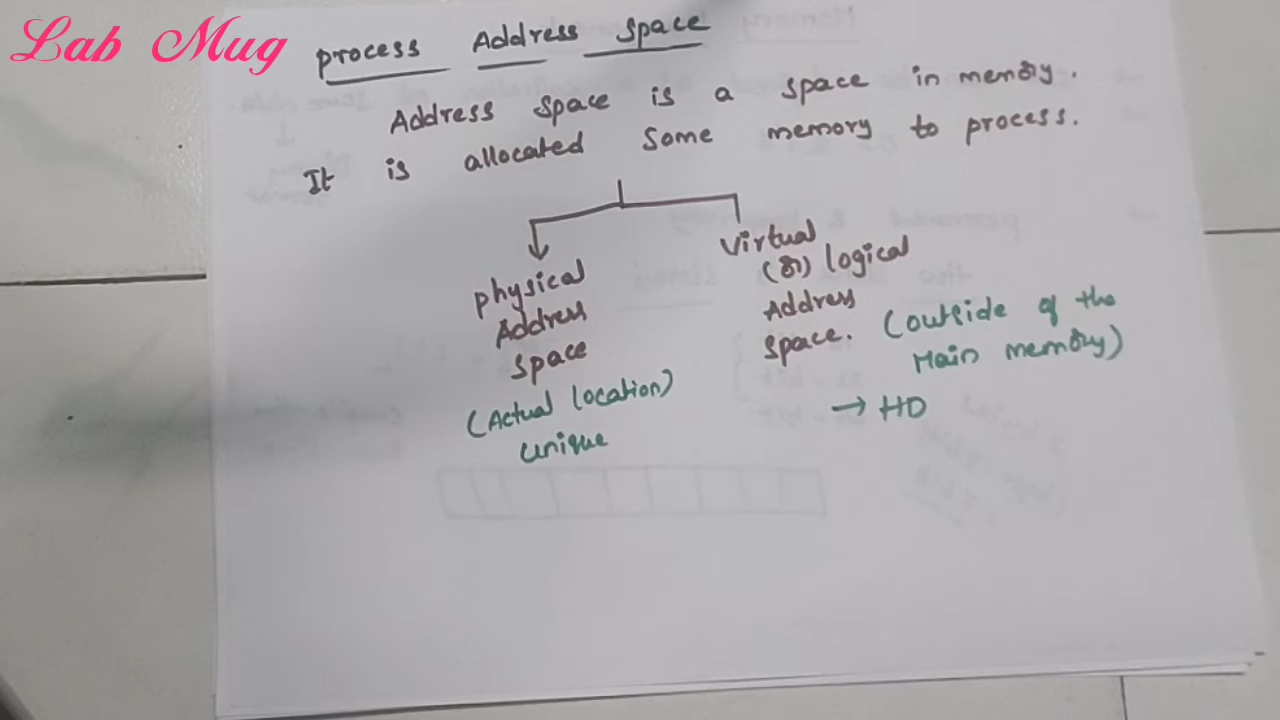 Lab Mug
process Address Space
Address space is a space in memory.
It is allocated some memory to process.
physical
Address
space
(Actual location)
unique
Virtual
(or) logical
Address
space. (outside of the
Main memory)
→ HD